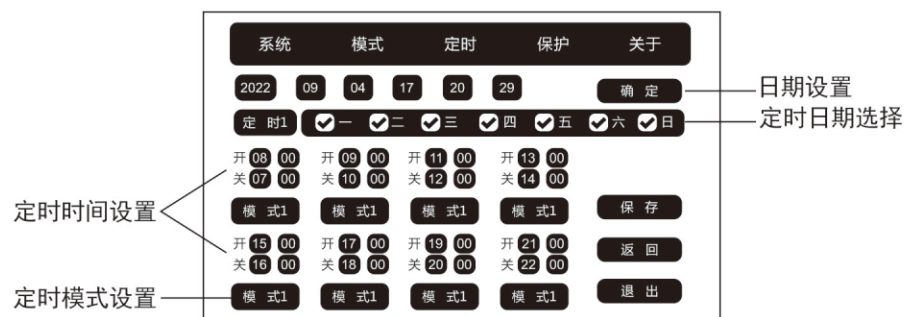 系统 模式 定时 保护 关于
2022 09 04 17 20 29 确 定 日期设置
定 时1 一 二 三 四 五 六 日 定时日期选择
开 08 00 开 09 00 开 11 00 开 13 00
关 07 00 关 10 00 关 12 00 关 14 00
定时时间设置 模 式1 模 式1 模 式1 模 式1 保 存
开 15 00 开 17 00 开 19 00 开 21 00 返 回
关 16 00 关 18 00 关 20 00 关 22 00
定时模式设置 模 式1 模 式1 模 式1 模 式1 退 出